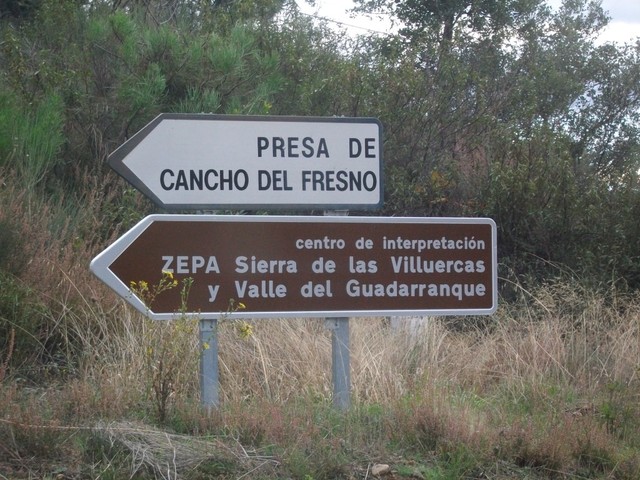 PRESA DE
CANCHO DEL FRESNO
centro de interpretación
ZEPA Sierra de las Villuercas
y Valle del Guadarranque